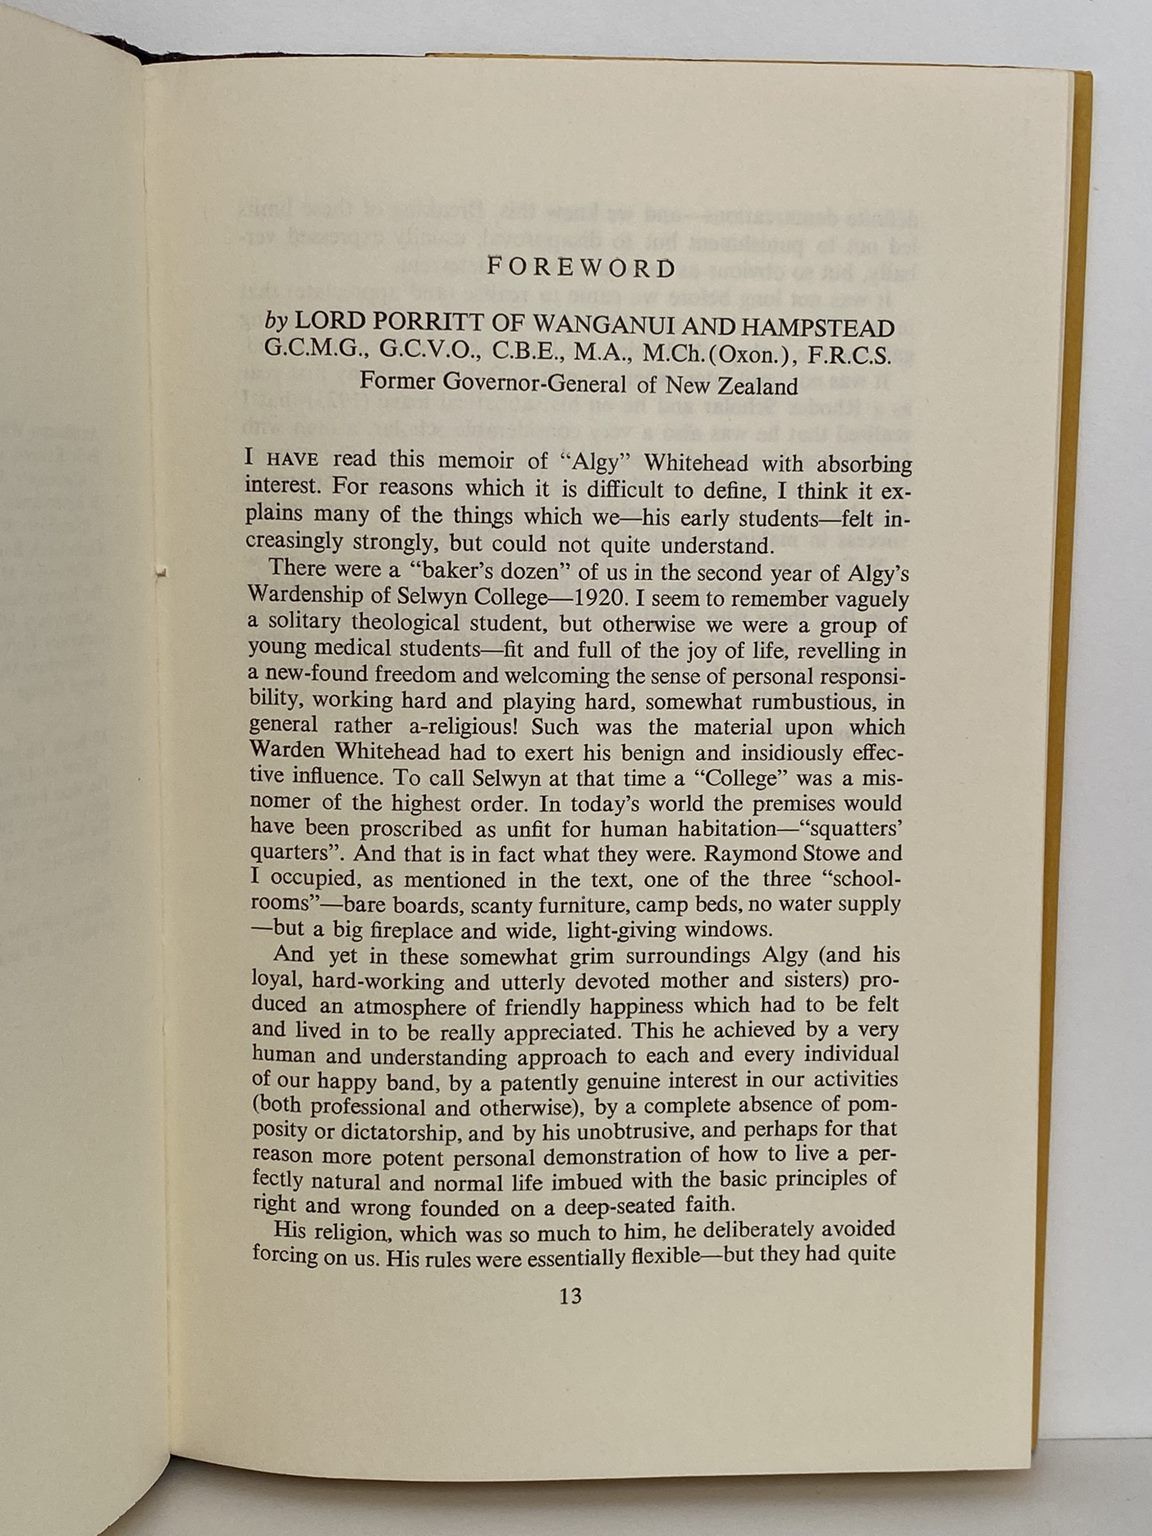 FOREWORD
by LORD PORRITT OF WANGANUI AND HAMPSTEAD
G.C.M.G., G.C.V.O., C.B.E., M.A., M.Ch.(Oxon.), F.R.C.S.
Former Governor-General of New Zealand
I HAVE read this memoir of “Algy” Whitehead with absorbing
interest. For reasons which it is difficult to define, I think it ex-
plains many of the things which we—his early students—felt in-
creasingly strongly, but could not quite understand.
There were a “baker's dozen” of us in the second year of Algy's
Wardenship of Selwyn College—1920. I seem to remember vaguely
a solitary theological student, but otherwise we were a group of
young medical students—fit and full of the joy of life, revelling in
a new-found freedom and welcoming the sense of personal responsi-
bility, working hard and playing hard, somewhat rumbustious, in
general rather a-religious! Such was the material upon which
Warden Whitehead had to exert his benign and insidiously effec-
tive influence. To call Selwyn at that time a “College” was a mis-
nomer of the highest order. In today's world the premises would
have been proscribed as unfit for human habitation—“squatters'
quarters”. And that is in fact what they were. Raymond Stowe and
I occupied, as mentioned in the text, one of the three “school-
rooms”—bare boards, scanty furniture, camp beds, no water supply
—but a big fireplace and wide, light-giving windows.
And yet in these somewhat grim surroundings Algy (and his
loyal, hard-working and utterly devoted mother and sisters) pro-
duced an atmosphere of friendly happiness which had to be felt
and lived in to be really appreciated. This he achieved by a very
human and understanding approach to each and every individual
of our happy band, by a patently genuine interest in our activities
(both professional and otherwise), by a complete absence of pom-
posity or dictatorship, and by his unobtrusive, and perhaps for that
reason more potent personal demonstration of how to live a per-
fectly natural and normal life imbued with the basic principles of
right and wrong founded on a deep-seated faith.
His religion, which was so much to him, he deliberately avoided
forcing on us. His rules were essentially flexible—but they had quite
13